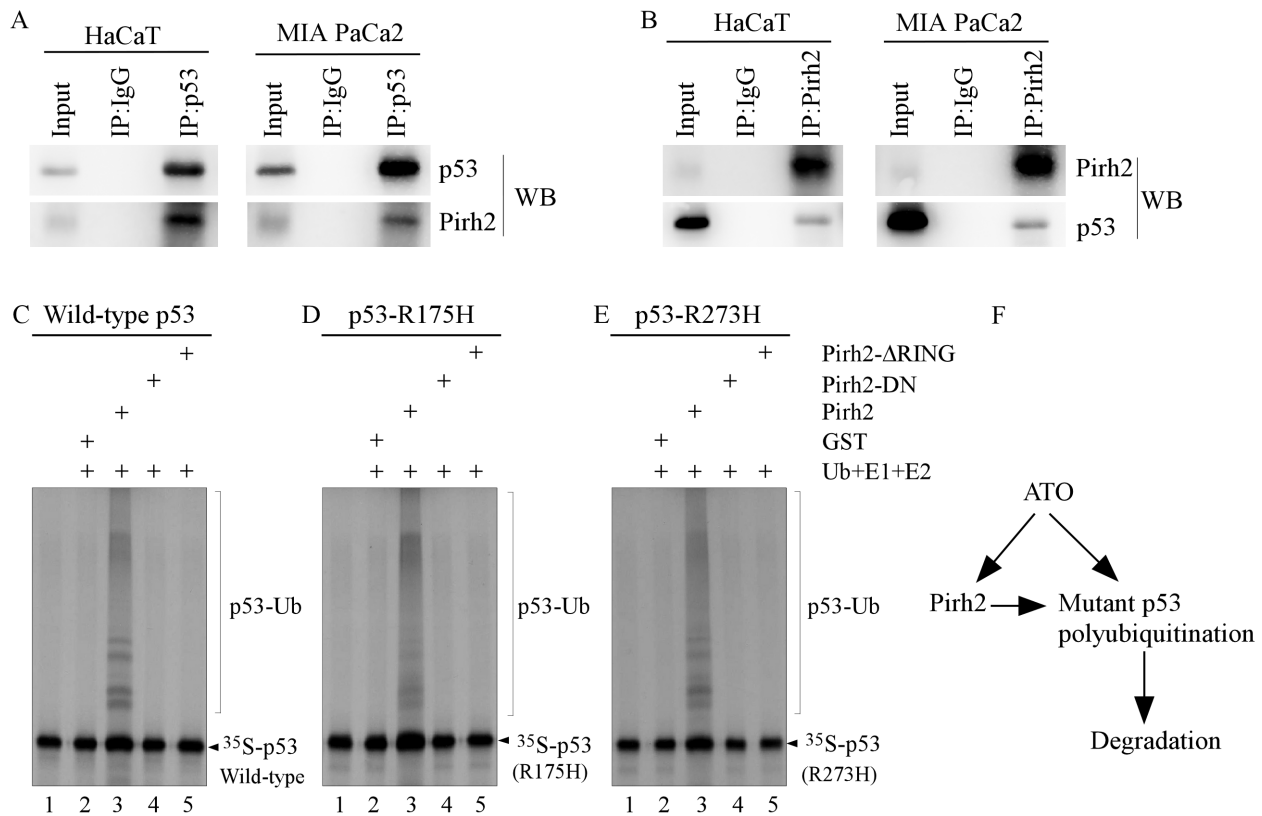 A
HaCaT
MIA PaCa2
Input
IP:IgG
IP:p53
Input
IP:IgG
IP:p53
p53
Pirh2
WB
B
HaCaT
MIA PaCa2
Input
IP:IgG
IP:Pirh2
Input
IP:IgG
IP:Pirh2
Pirh2
p53
WB
C Wild-type p53
+
+
+
+
+ + + +
p53-Ub
35S-p53
Wild-type
1 2 3 4 5
D p53-R175H
+
+
+
+
+ + + +
p53-Ub
35S-p53
(R175H)
1 2 3 4 5
E p53-R273H
+
+
+
+
+ + + +
Pirh2-ΔRING
Pirh2-DN
Pirh2
GST
Ub+E1+E2
p53-Ub
35S-p53
(R273H)
1 2 3 4 5
F
ATO
Pirh2
Mutant p53
polyubiquitination
Degradation